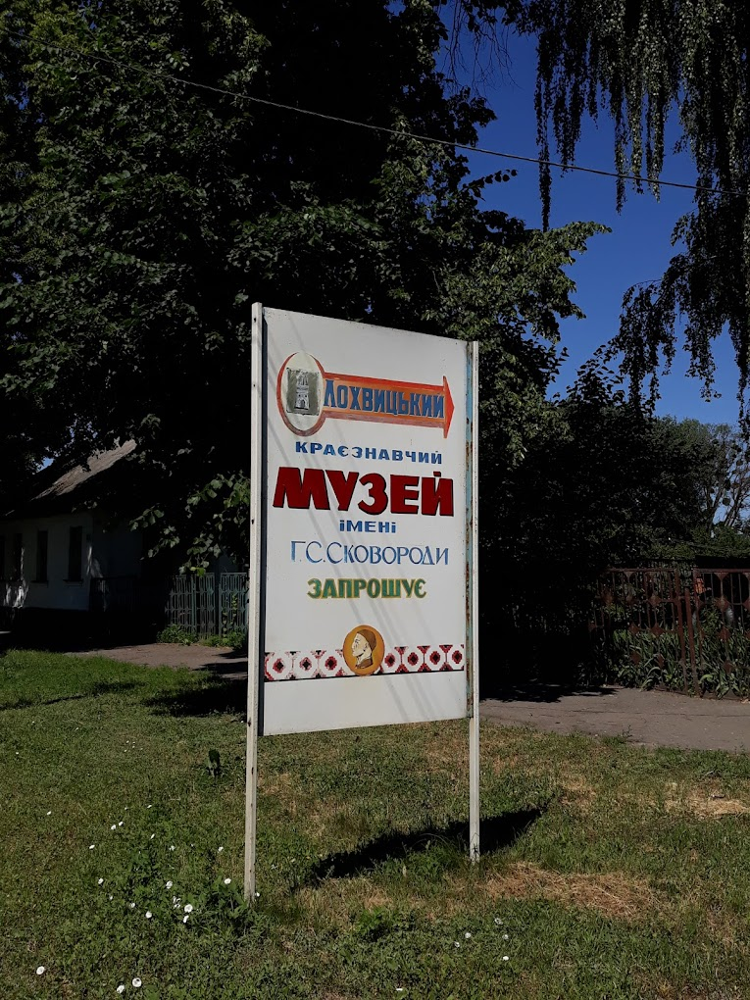 ЛОХВИЦЬКИЙ
КРАЄЗНАВЧИЙ
МУЗЕЙ
імені
Г.С.СКОВОРОДИ
ЗАПРОШУЄ